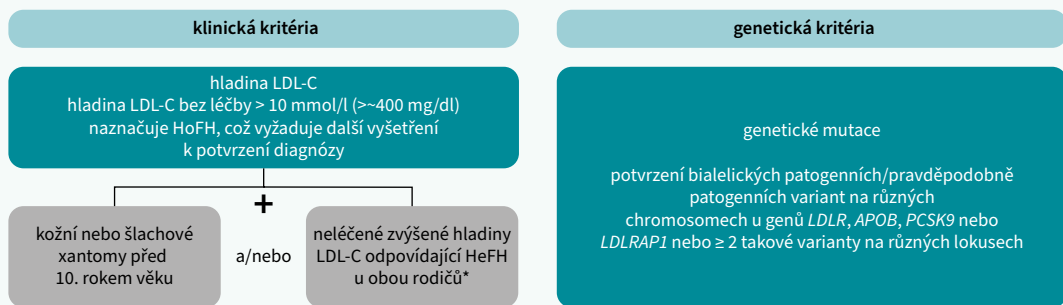 klinická kritéria
hladina LDL-C
hladina LDL-C bez léčby > 10 mmol/l (>~400 mg/dl)
naznačuje HoFH, což vyžaduje další vyšetření
k potvrzení diagnózy
+
kožní nebo šlachové
xantomy před
10. rokem věku
a/nebo
neléčené zvýšené hladiny
LDL-C odpovídající HeFH
u obou rodičů*
genetická kritéria
genetické mutace
potvrzení bialelických patogenních/pravděpodobně
patogenních variant na různých
chromosomech u genů LDLR, APOB, PCSK9 nebo
LDLRAP1 nebo ≥ 2 takové varianty na různých lokusech